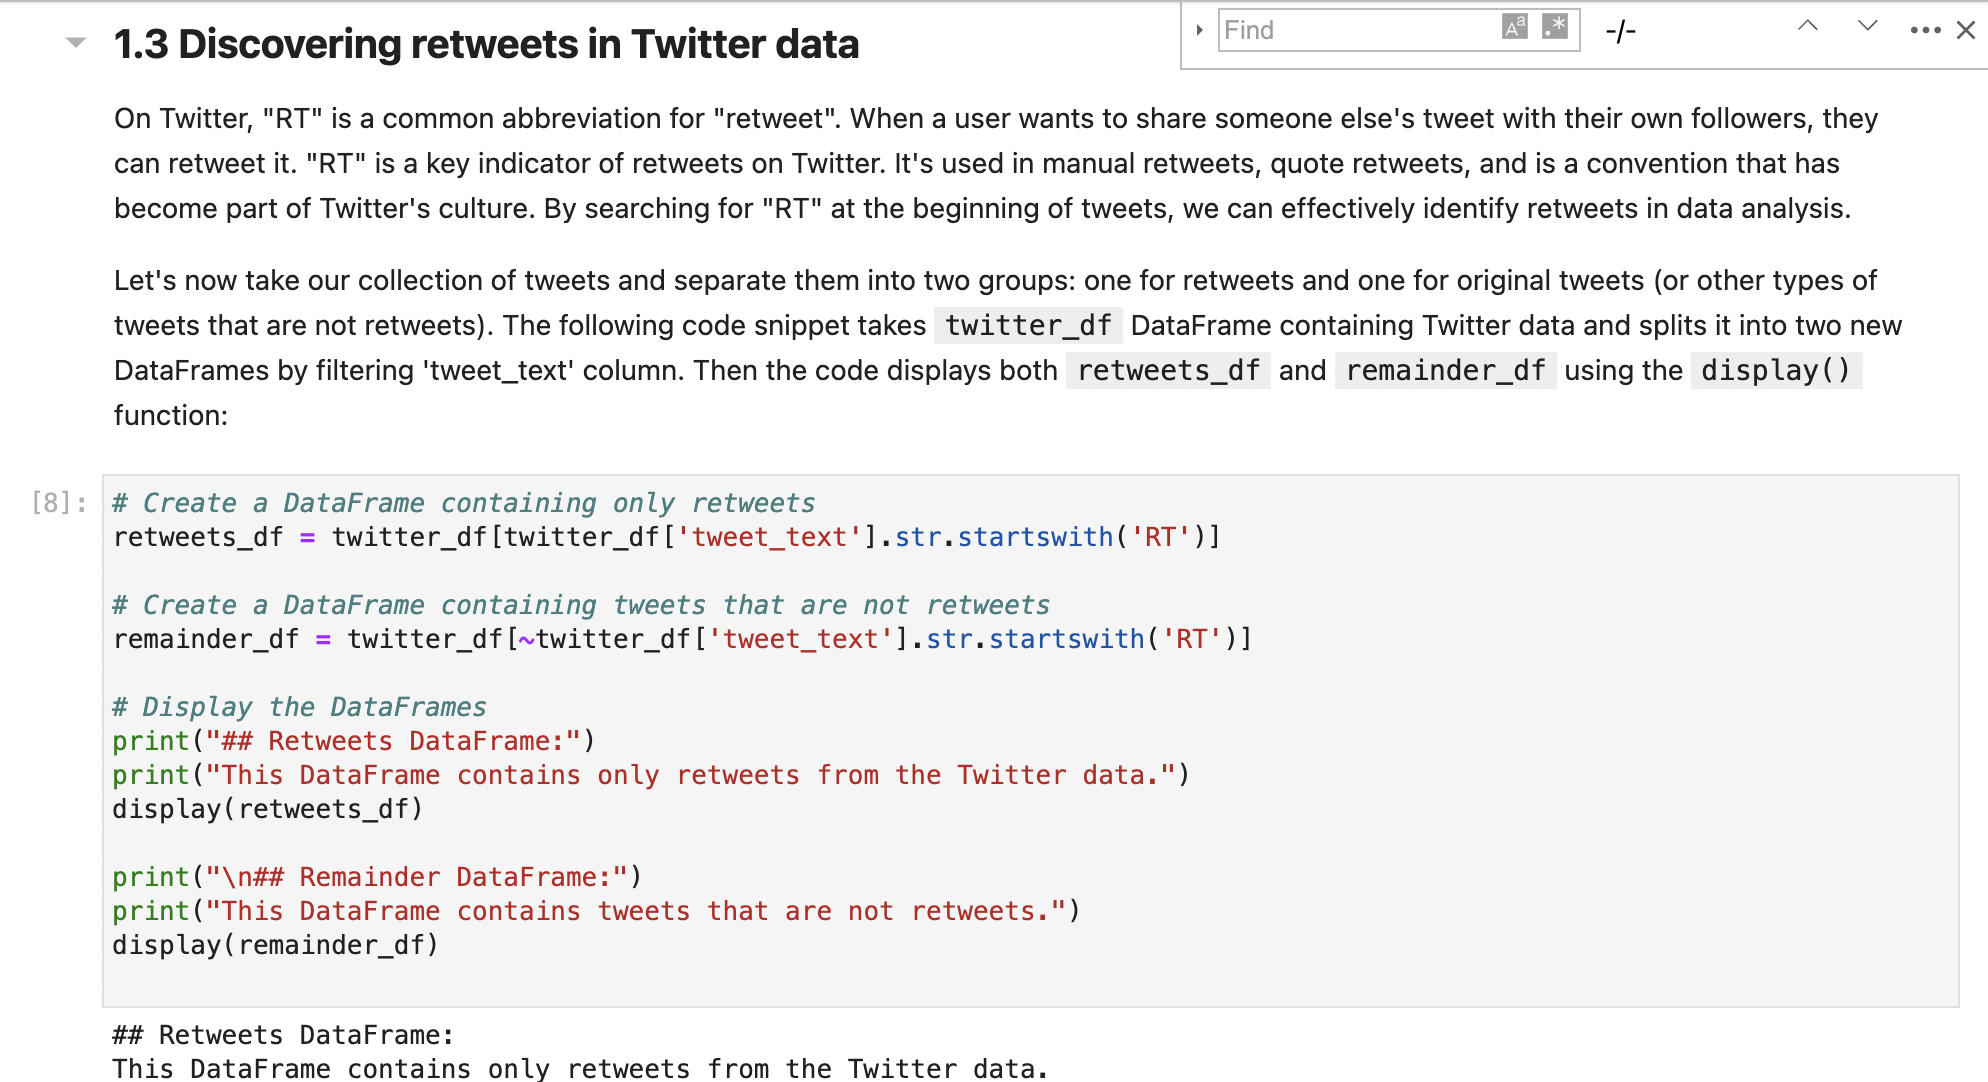 1.3 Discovering retweets in Twitter data
Find
-/-
On Twitter, "RT" is a common abbreviation for "retweet". When a user wants to share someone else's tweet with their own followers, they
can retweet it. "RT" is a key indicator of retweets on Twitter. It's used in manual retweets, quote retweets, and is a convention that has
become part of Twitter's culture. By searching for "RT" at the beginning of tweets, we can effectively identify retweets in data analysis.
Let's now take our collection of tweets and separate them into two groups: one for retweets and one for original tweets (or other types of
tweets that are not retweets). The following code snippet takes twitter_df DataFrame containing Twitter data and splits it into two new
DataFrames by filtering 'tweet_text' column. Then the code displays both retweets_df and remainder_df using the display()
function:
[8]:
# Create a DataFrame containing only retweets
retweets_df = twitter_df[twitter_df['tweet_text'].str.startswith('RT')]
# Create a DataFrame containing tweets that are not retweets
remainder_df = twitter_df[~twitter_df['tweet_text'].str.startswith('RT')]
# Display the DataFrames
print("## Retweets DataFrame:")
print("This DataFrame contains only retweets from the Twitter data.")
display(retweets_df)
print("\n## Remainder DataFrame:")
print("This DataFrame contains tweets that are not retweets.")
display(remainder_df)
## Retweets DataFrame:
This DataFrame contains only retweets from the Twitter data.